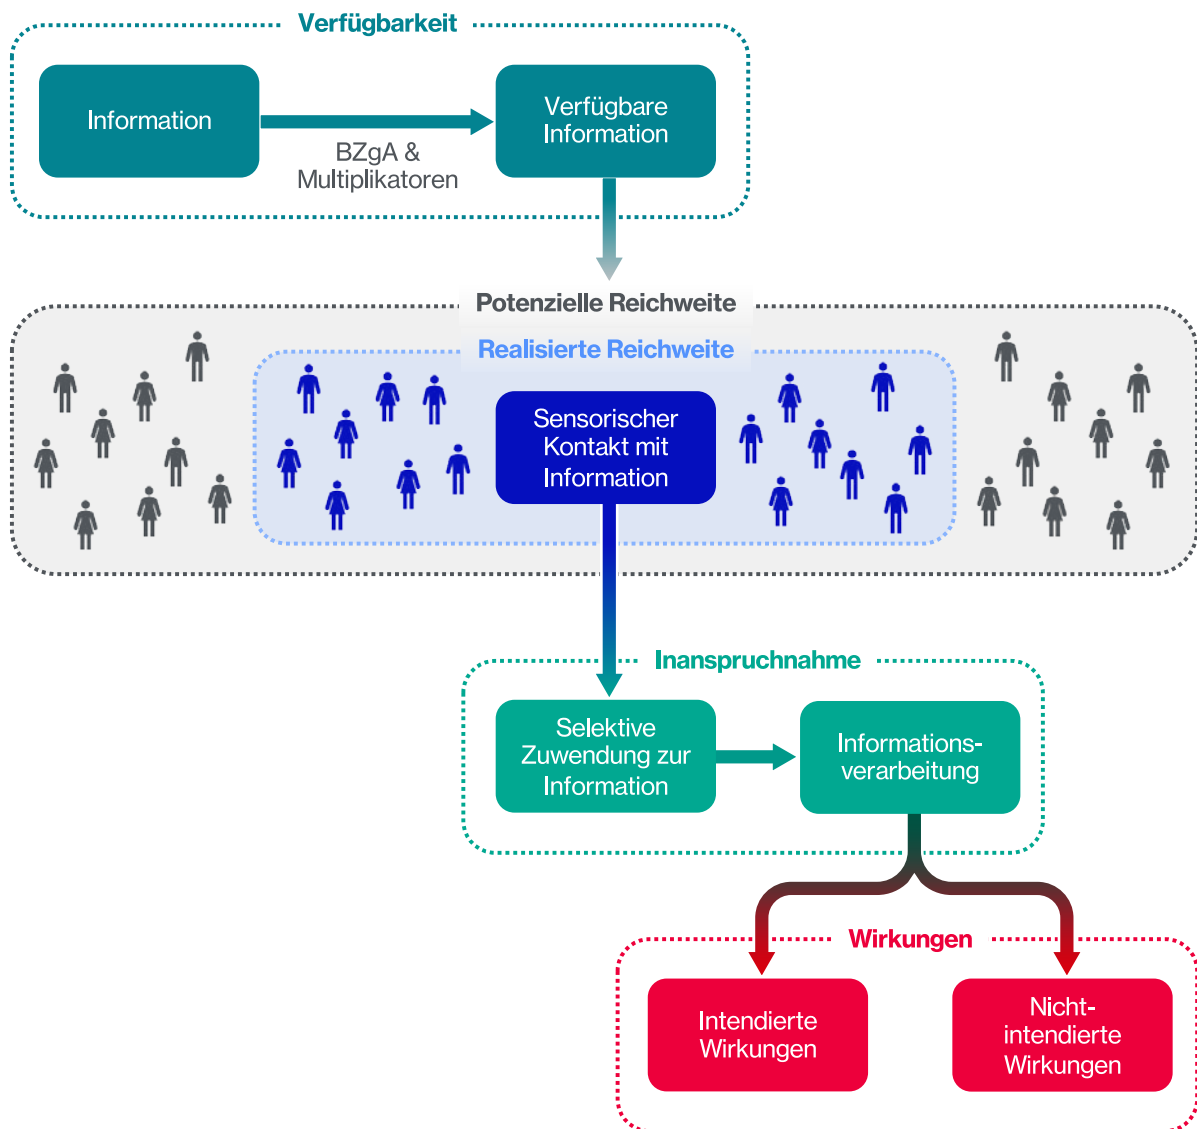 Verfügbarkeit
Information
BZgA &
Multiplikatoren
Verfügbare
Information
Potenzielle Reichweite
Realisierte Reichweite
Sensorischer
Kontakt mit
Information
Inanspruchnahme
Selektive
Zuwendung zur
Information
Informations-
verarbeitung
Wirkungen
Intendierte
Wirkungen
Nicht-
intendierte
Wirkungen